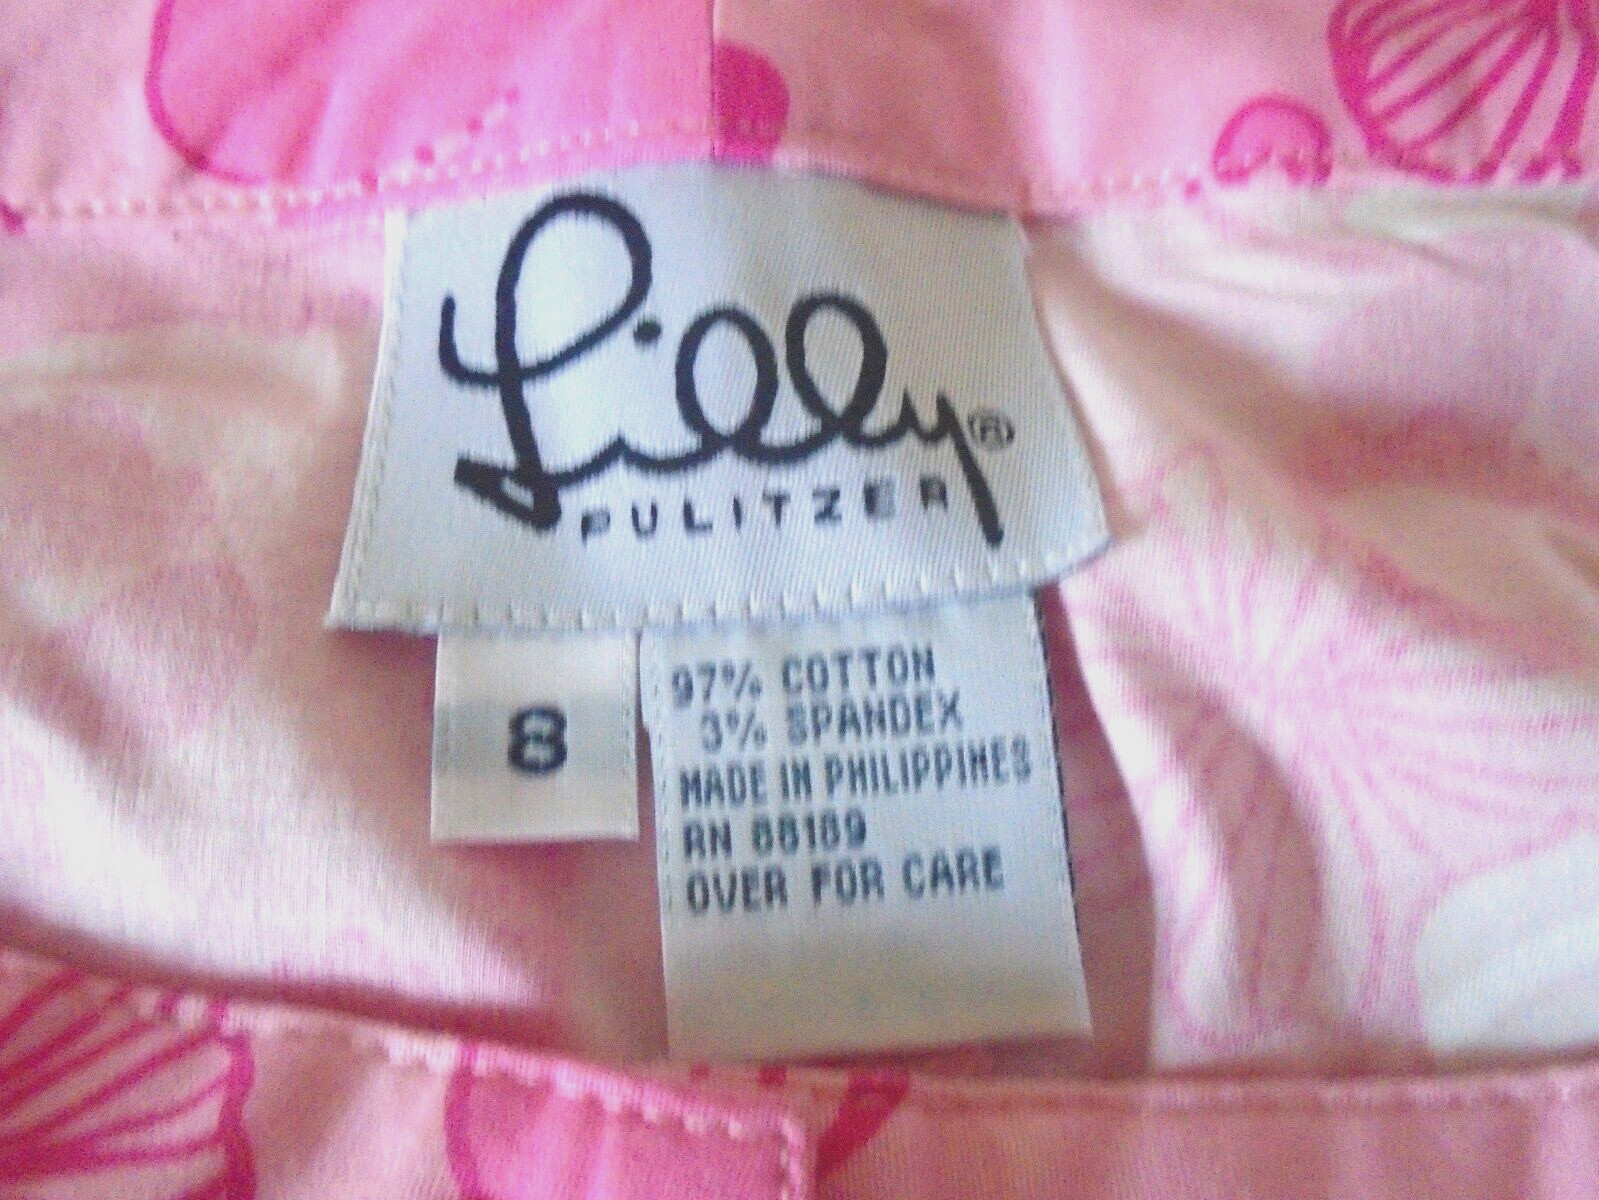 Lilly®
PULITZER
8
97% COTTON
3% SPANDEX
MADE IN PHILIPPINES
RN 88189
OVER FOR CARE